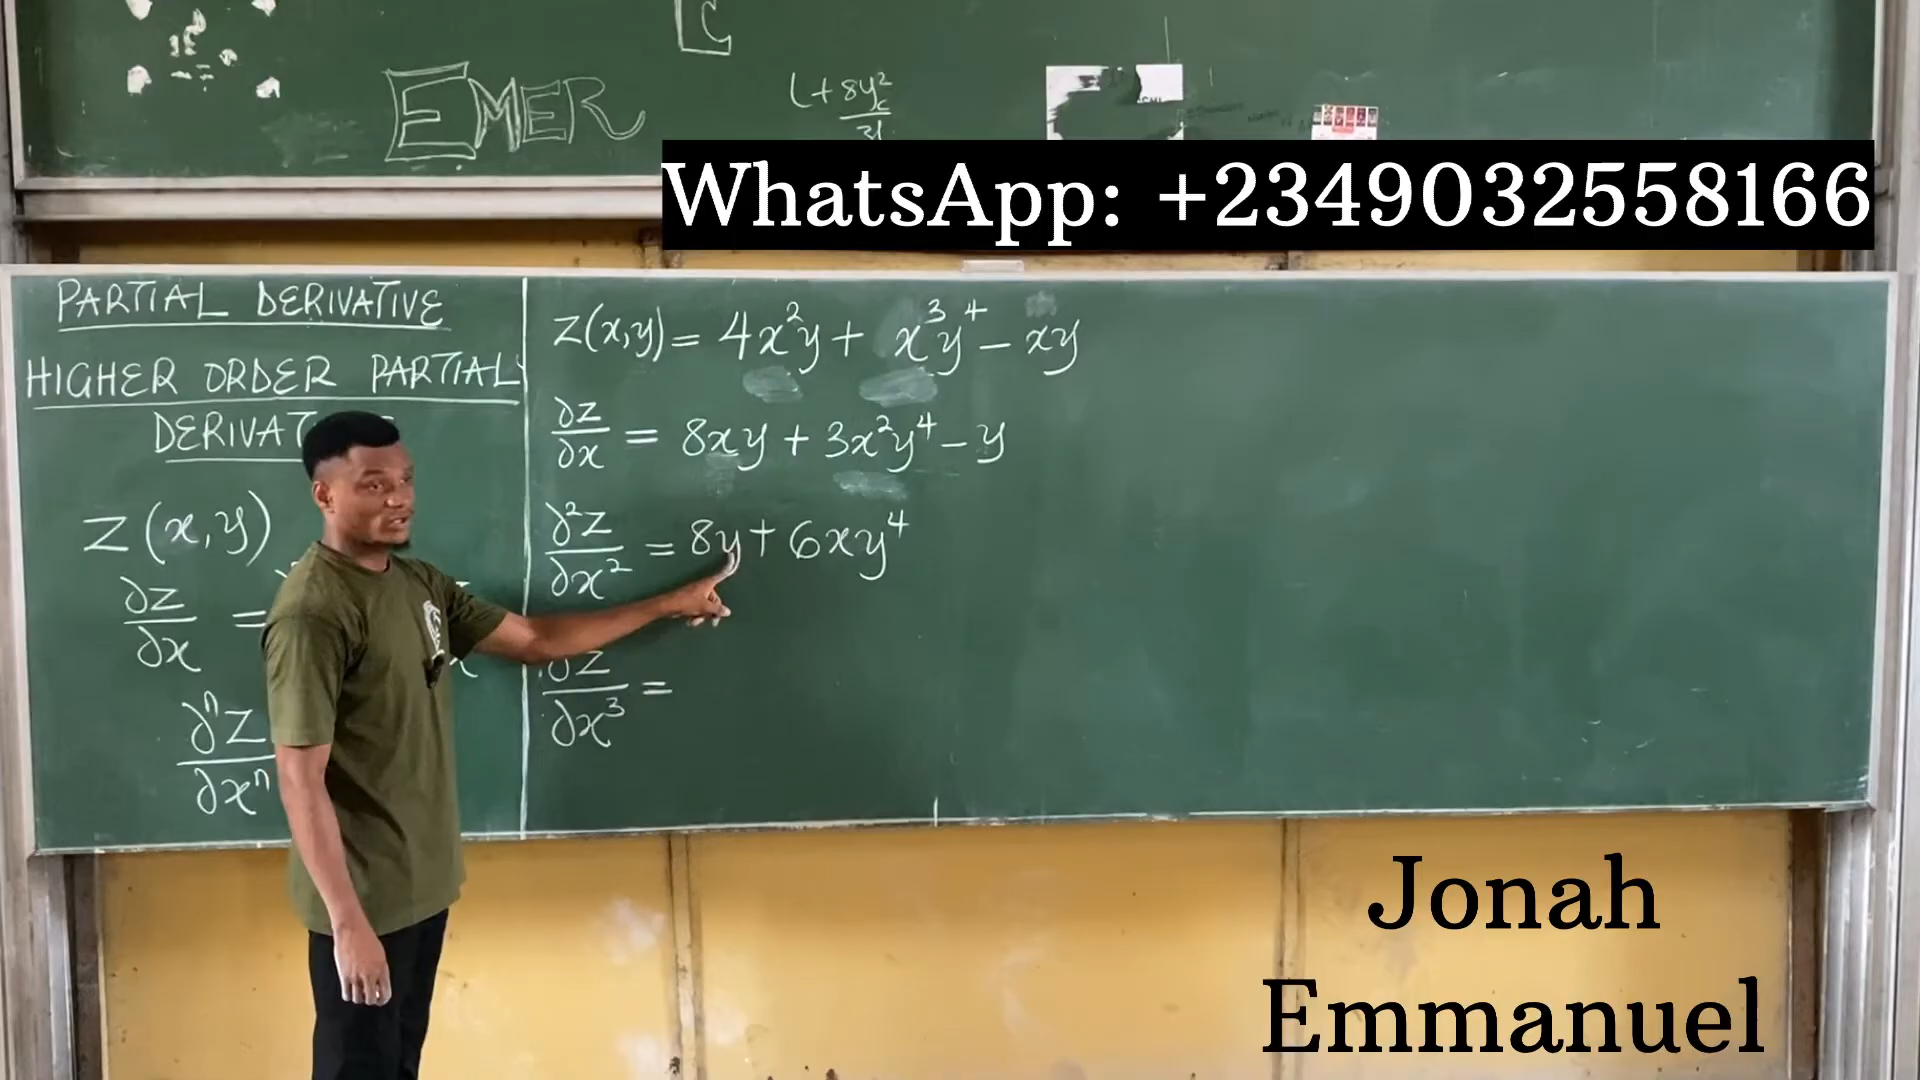 C
EMER
L + 8y²
WhatsApp: +2349032558166
PARTIAL DERIVATIVE
HIGHER ORDER PARTIAL
DERIVAT
Z(x,y)
∂z/∂x =
∂ⁿZ/∂xⁿ
Z(x,y) = 4x²y + x³y⁴ - xy
∂z/∂x = 8xy + 3x²y⁴ - y
∂²z/∂x² = 8y + 6xy⁴
∂z/∂x³ =
Jonah
Emmanuel